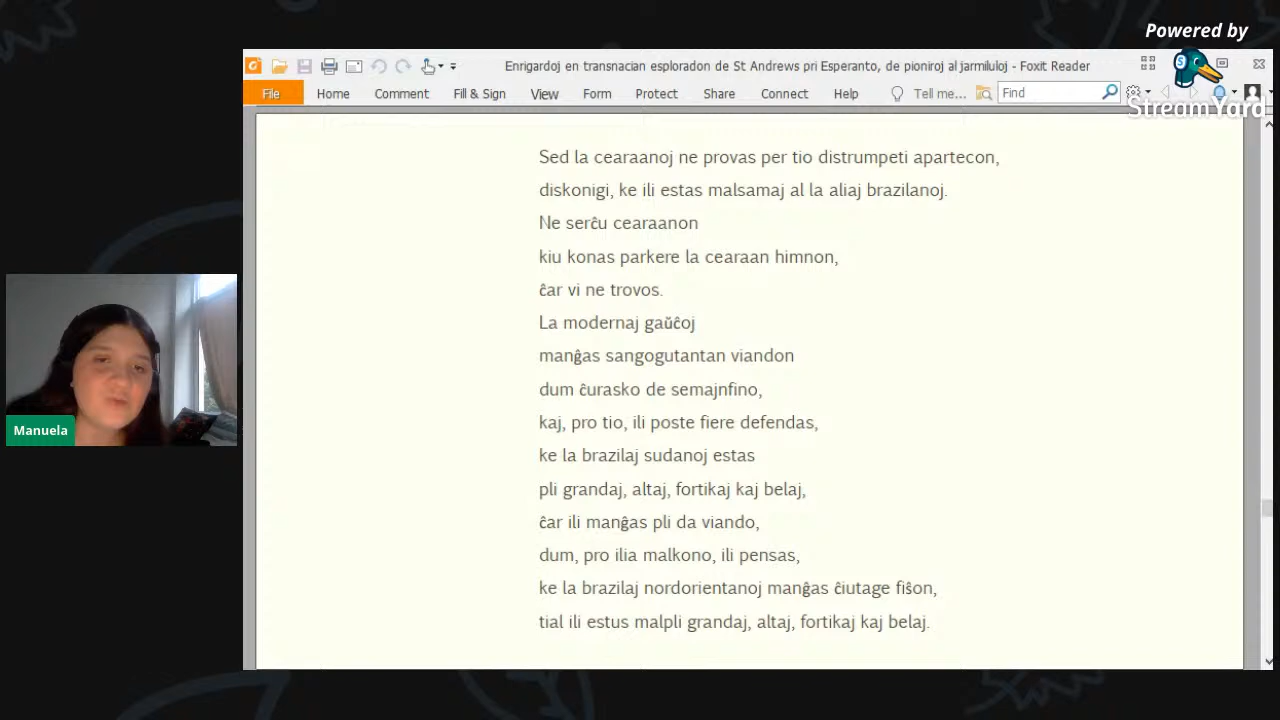 Powered by
StreamYard
Enrigardoj en transnacian esploradon de St Andrews pri Esperanto, de pioniroj al jarmiluloj - Foxit Reader
File Home Comment Fill & Sign View Form Protect Share Connect Help Tell me... Find
Sed la cearaanoj ne provas per tio distrumpeti apartecon,
diskonigi, ke ili estas malsamaj al la aliaj brazilanoj.
Ne serĉu cearaanon
kiu konas parkere la cearaan himnon,
ĉar vi ne trovos.
La modernaj gaŭĉoj
manĝas sangogutantan viandon
dum ĉurasko de semajnfino,
kaj, pro tio, ili poste fiere defendas,
ke la brazilaj sudanoj estas
pli grandaj, altaj, fortikaj kaj belaj,
ĉar ili manĝas pli da viando,
dum, pro ilia malkono, ili pensas,
ke la brazilaj nordorientanoj manĝas ĉiutage fiŝon,
tial ili estus malpli grandaj, altaj, fortikaj kaj belaj.
Manuela